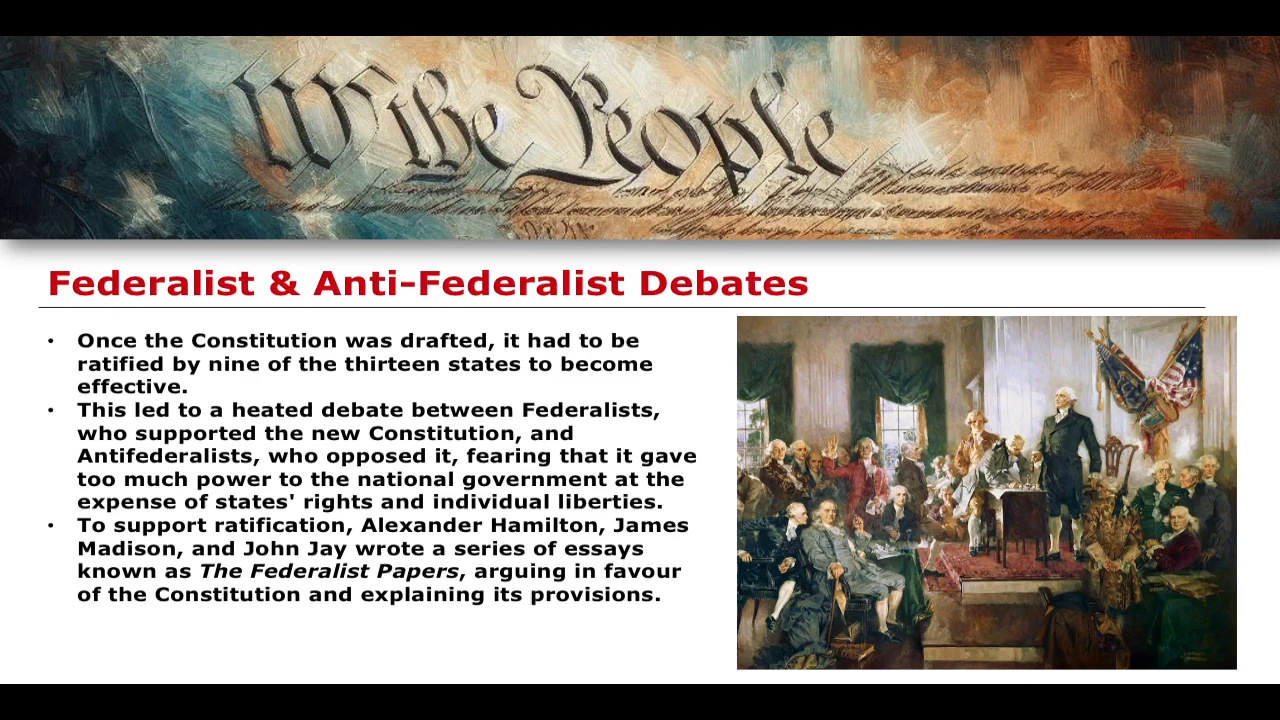 We the People
Federalist & Anti-Federalist Debates
• Once the Constitution was drafted, it had to be
ratified by nine of the thirteen states to become
effective.
• This led to a heated debate between Federalists,
who supported the new Constitution, and
Antifederalists, who opposed it, fearing that it gave
too much power to the national government at the
expense of states' rights and individual liberties.
• To support ratification, Alexander Hamilton, James
Madison, and John Jay wrote a series of essays
known as The Federalist Papers, arguing in favour
of the Constitution and explaining its provisions.